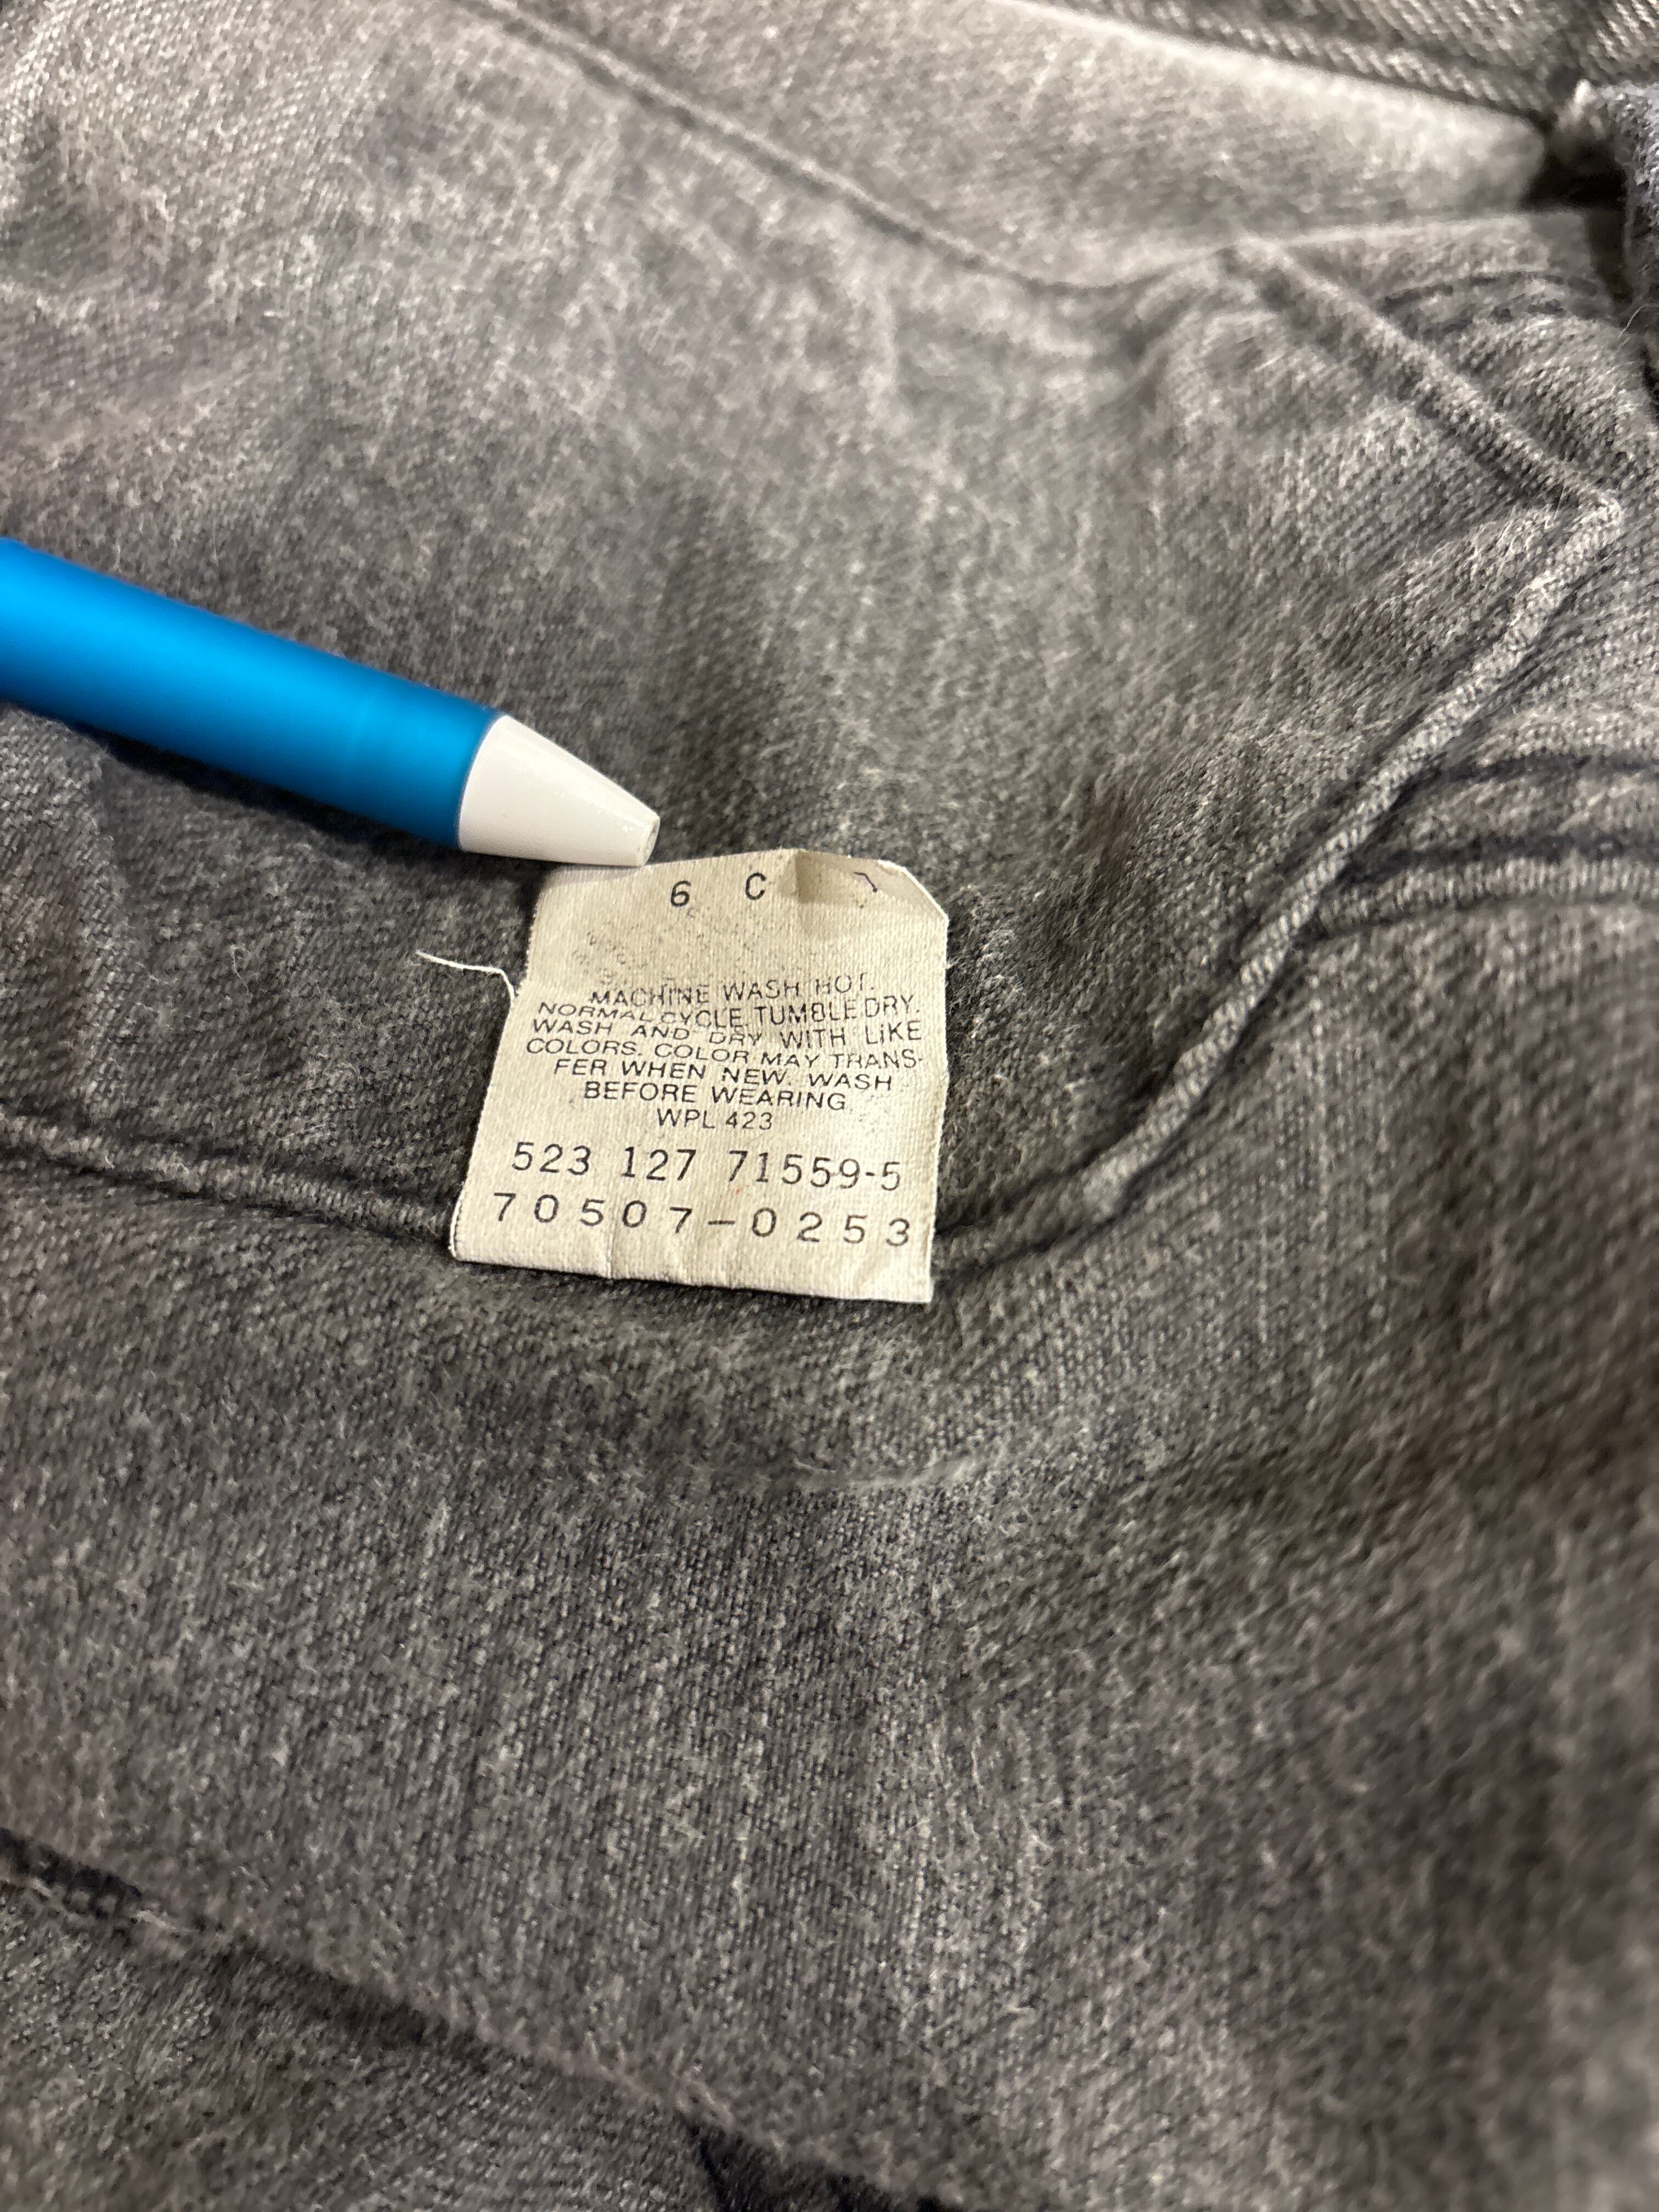 6 C
MACHINE WASH HOT.
NORMAL CYCLE TUMBLE DRY.
WASH AND DRY WITH LIKE
COLORS. COLOR MAY TRANS-
FER WHEN NEW. WASH
BEFORE WEARING
WPL 423
523 127 71559-5
70507-0253